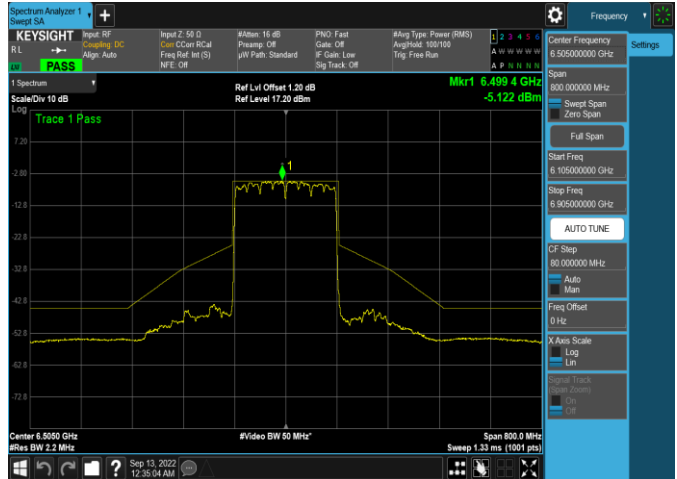 Spectrum Analyzer 1
Swept SA
Frequency
KEYSIGHT
Input: RF
Input Z: 50 Ω
#Atten: 16 dB
PNO: Fast
#Avg Type: Power (RMS)
1 2 3 4 5 6
RL
Coupling: DC
Corr CCorr RCal
Preamp: Off
Gate: Off
Avg|Hold: 100/100
A W W W W W
Align: Auto
Freq Ref: Int (S)
µW Path: Standard
IF Gain: Low
Trig: Free Run
PASS
NFE: Off
Sig Track: Off
A P N N N N
1 Spectrum
Ref Lvl Offset 1.20 dB
Mkr1 6.499 4 GHz
Scale/Div 10 dB
Ref Level 17.20 dBm
-5.122 dBm
Log
Trace 1 Pass
1
7.20
-2.80
-12.8
-22.8
-32.8
-42.8
-52.8
-62.8
-72.8
Center 6.5050 GHz
#Video BW 50 MHz*
Span 800.0 MHz
#Res BW 2.2 MHz
Sweep 1.33 ms (1001 pts)
Sep 13, 2022
12:35:04 AM
Center Frequency
6.505000000 GHz
Settings
Span
800.000000 MHz
Swept Span
Zero Span
Full Span
Start Freq
6.105000000 GHz
Stop Freq
6.905000000 GHz
AUTO TUNE
CF Step
80.000000 MHz
Auto
Man
Freq Offset
0 Hz
X Axis Scale
Log
Lin
Signal Track
(Span Zoom)
On
Off